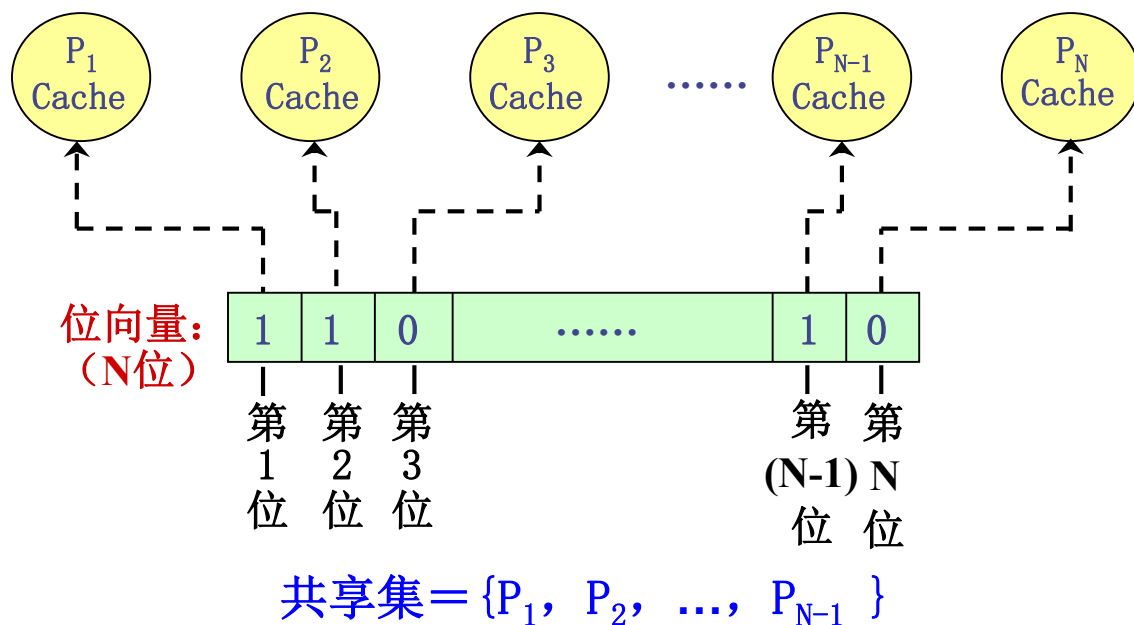 P1 P2 P3 PN-1 PN
Cache Cache Cache …… Cache Cache
位向量： 1 1 0 …… 1 0
（N位）
第1位 第2位 第3位 第(N-1)位 第N位
共享集＝{P1，P2，…，PN-1 }